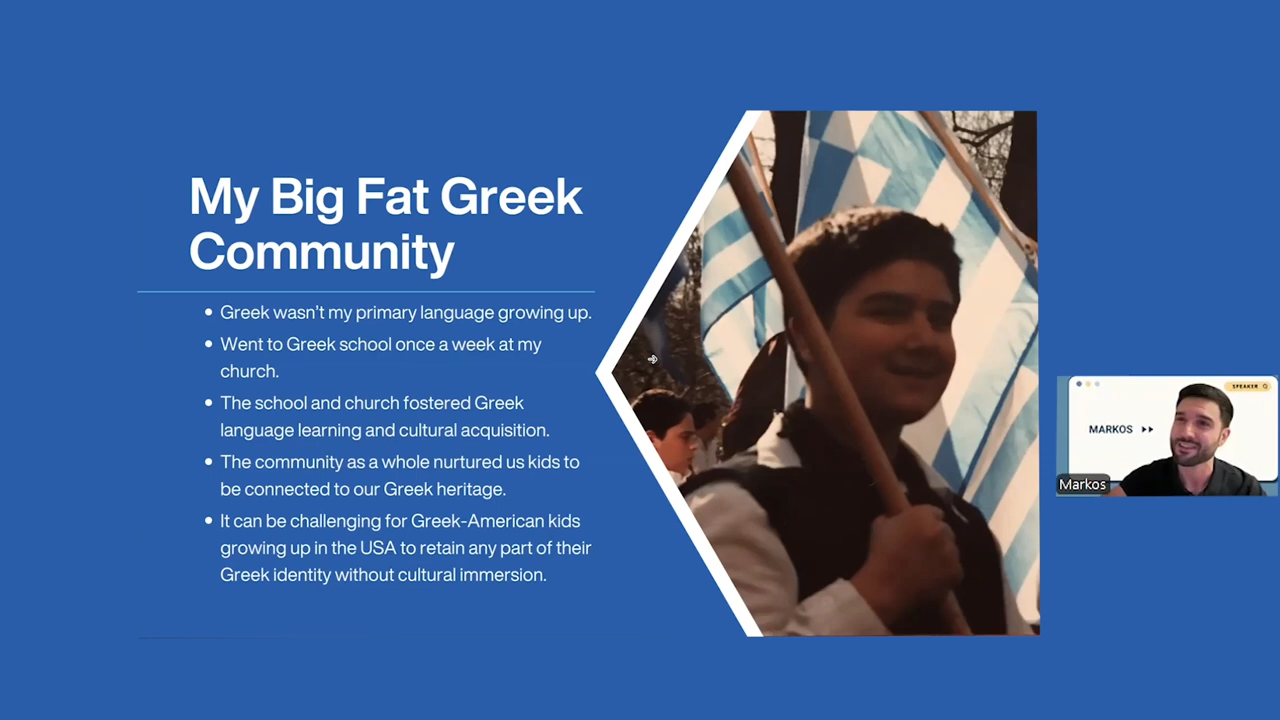 My Big Fat Greek
Community
• Greek wasn't my primary language growing up.
• Went to Greek school once a week at my
church.
• The school and church fostered Greek
language learning and cultural acquisition.
• The community as a whole nurtured us kids to
be connected to our Greek heritage.
• It can be challenging for Greek-American kids
growing up in the USA to retain any part of their
Greek identity without cultural immersion.
SPEAKER
MARKOS
Markos